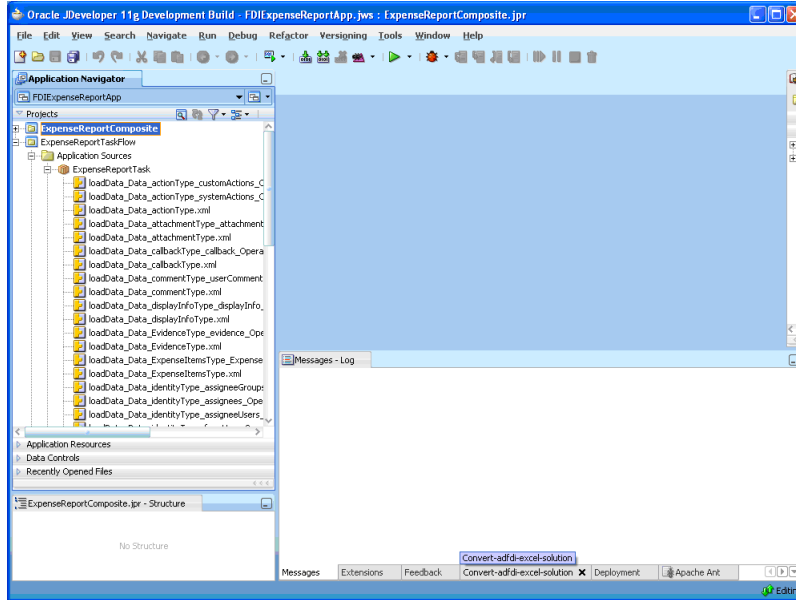 Oracle JDeveloper 11g Development Build - FDIExpenseReportApp.jws : ExpenseReportComposite.jpr
File Edit View Search Navigate Run Debug Refactor Versioning Tools Window Help
Application Navigator
FDIExpenseReportApp
Projects
ExpenseReportComposite
ExpenseReportTaskFlow
Application Sources
ExpenseReportTask
loadData_Data_actionType_customActions_O
loadData_Data_actionType_systemActions_O
loadData_Data_actionType.xml
loadData_Data_attachmentType_attachment
loadData_Data_attachmentType.xml
loadData_Data_callbackType_callback_Opera
loadData_Data_callbackType.xml
loadData_Data_commentType_userComment
loadData_Data_commentType.xml
loadData_Data_displayInfoType_displayInfo_
loadData_Data_displayInfoType.xml
loadData_Data_EvidenceType_evidence_Ope
loadData_Data_EvidenceType.xml
loadData_Data_ExpenseItemsType_Expense
loadData_Data_ExpenseItemsType.xml
loadData_Data_identityType_assigneeGroups
loadData_Data_identityType_assignees_Ope
loadData_Data_identityType_assigneeUsers_
Application Resources
Data Controls
Recently Opened Files
ExpenseReportComposite.jpr - Structure
No Structure
Messages - Log
Convert-adfdi-excel-solution
Messages Extensions Feedback Convert-adfdi-excel-solution Deployment Apache Ant
Editin